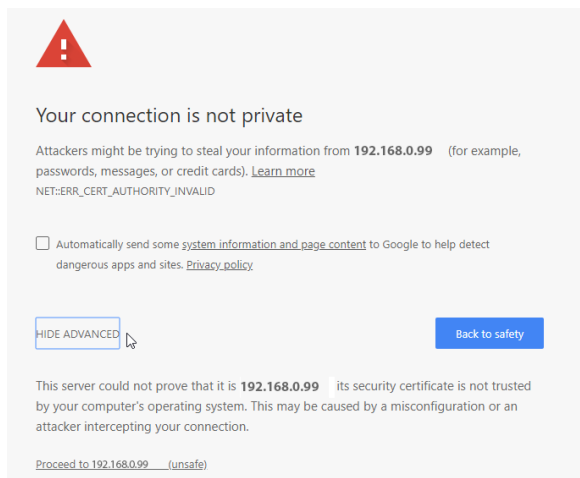 Your connection is not private
Attackers might be trying to steal your information from 192.168.0.99 (for example,
passwords, messages, or credit cards). Learn more
NET::ERR_CERT_AUTHORITY_INVALID
Automatically send some system information and page content to Google to help detect
dangerous apps and sites. Privacy policy
HIDE ADVANCED
Back to safety
This server could not prove that it is 192.168.0.99 its security certificate is not trusted
by your computer's operating system. This may be caused by a misconfiguration or an
attacker intercepting your connection.
Proceed to 192.168.0.99 (unsafe)